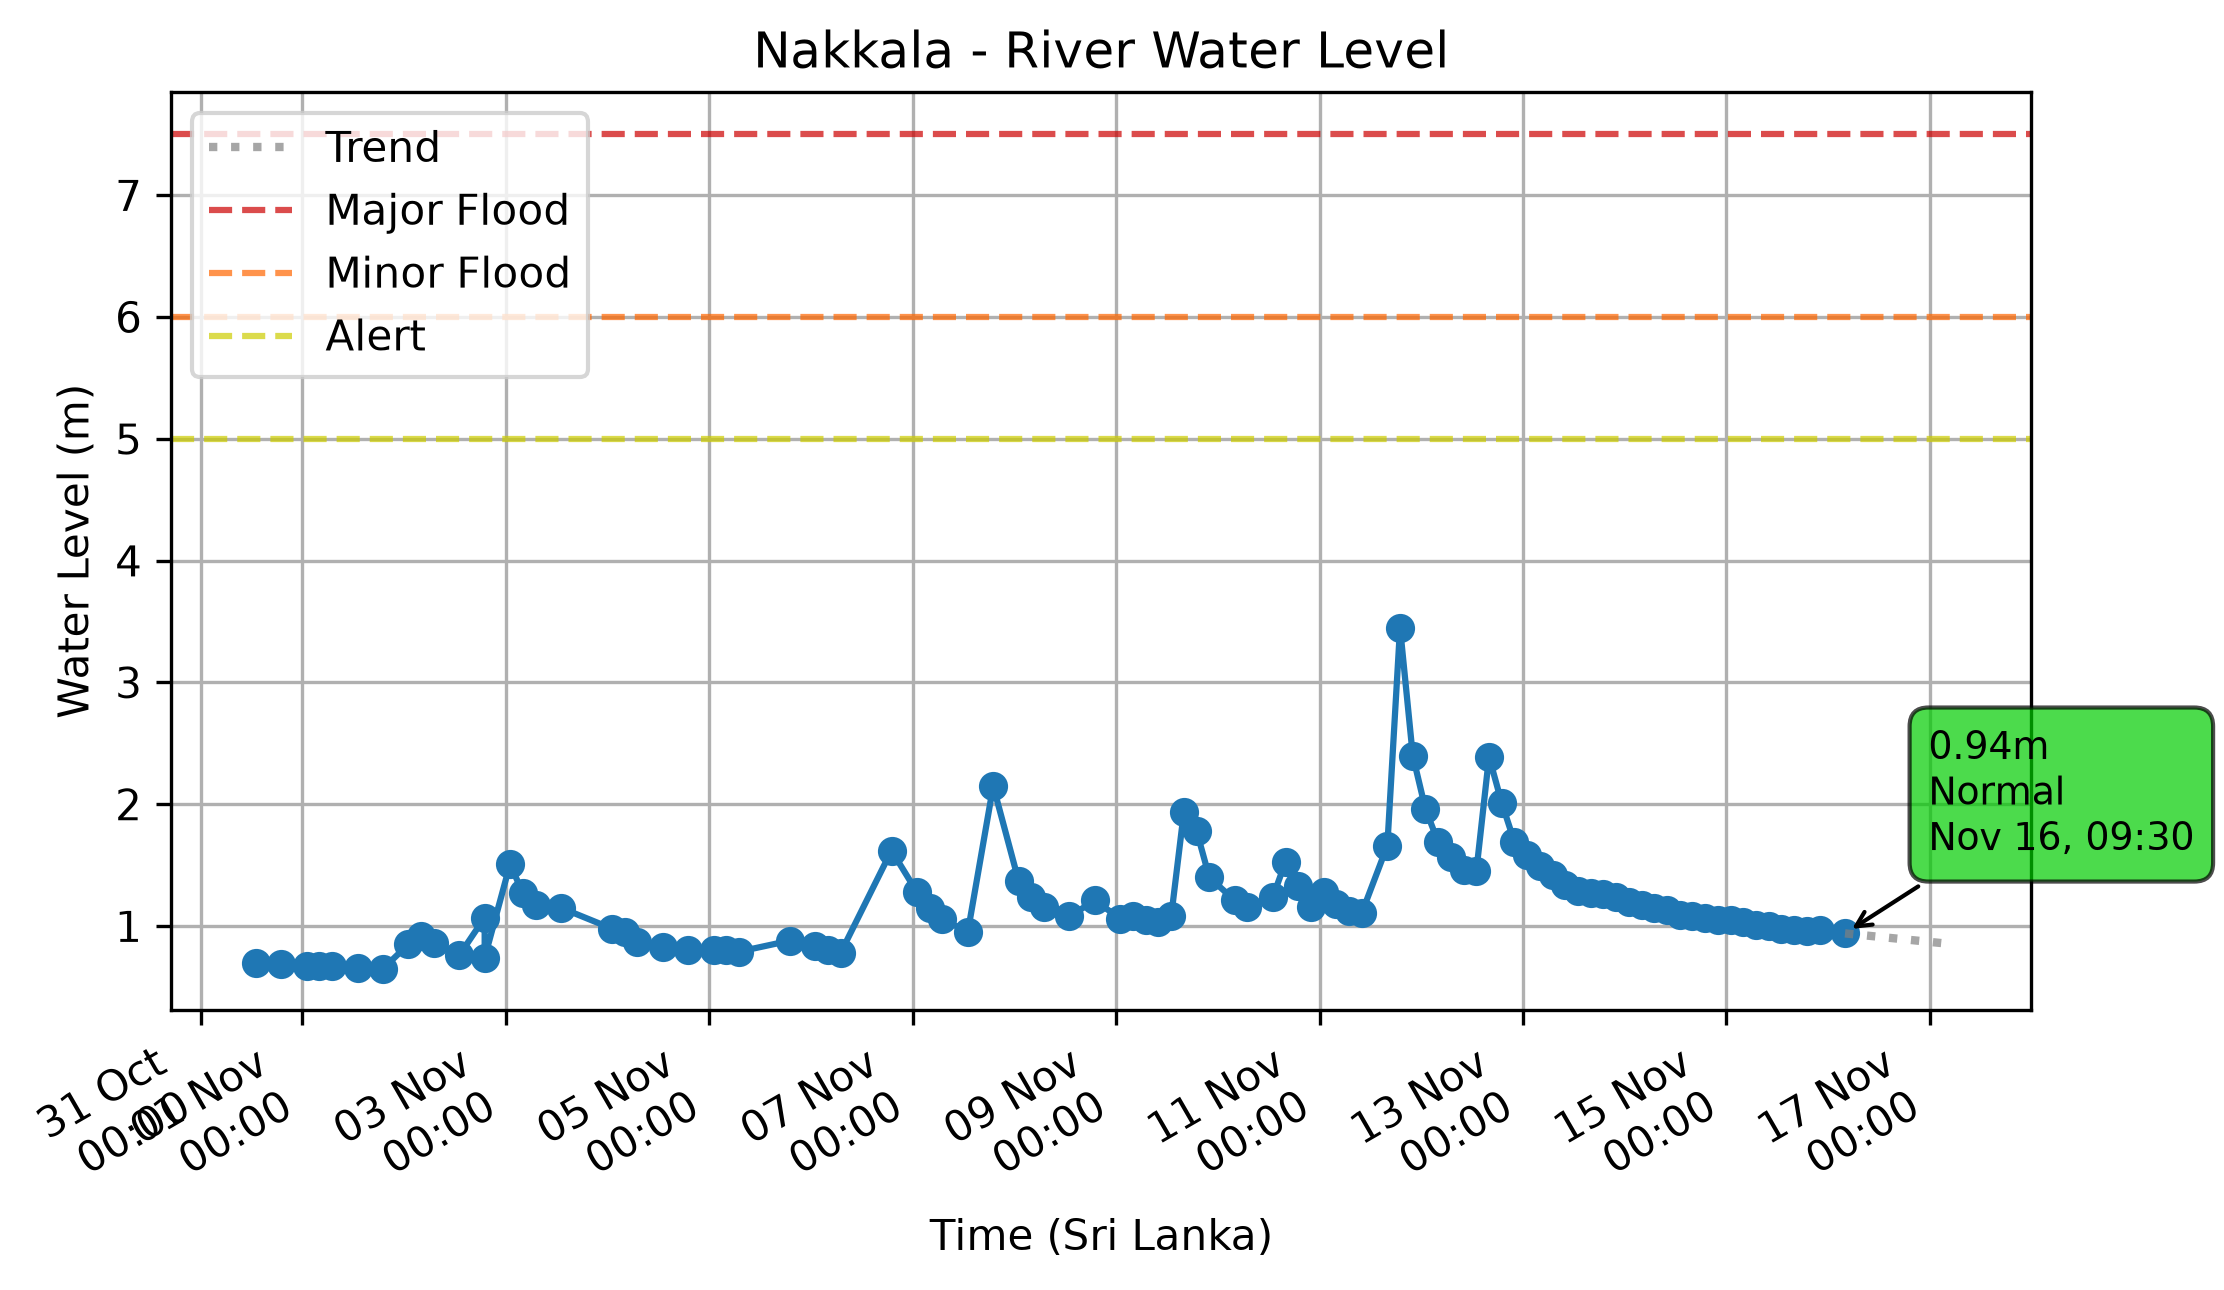 Nakkala - River Water Level
Trend
Major Flood
Minor Flood
Alert
7
6
5
4
3
2
1
Water Level (m)
0.94m
Normal
Nov 16, 09:30
31 Oct
00:00
01 Nov
00:00
03 Nov
00:00
05 Nov
00:00
07 Nov
00:00
09 Nov
00:00
11 Nov
00:00
13 Nov
00:00
15 Nov
00:00
17 Nov
00:00
Time (Sri Lanka)